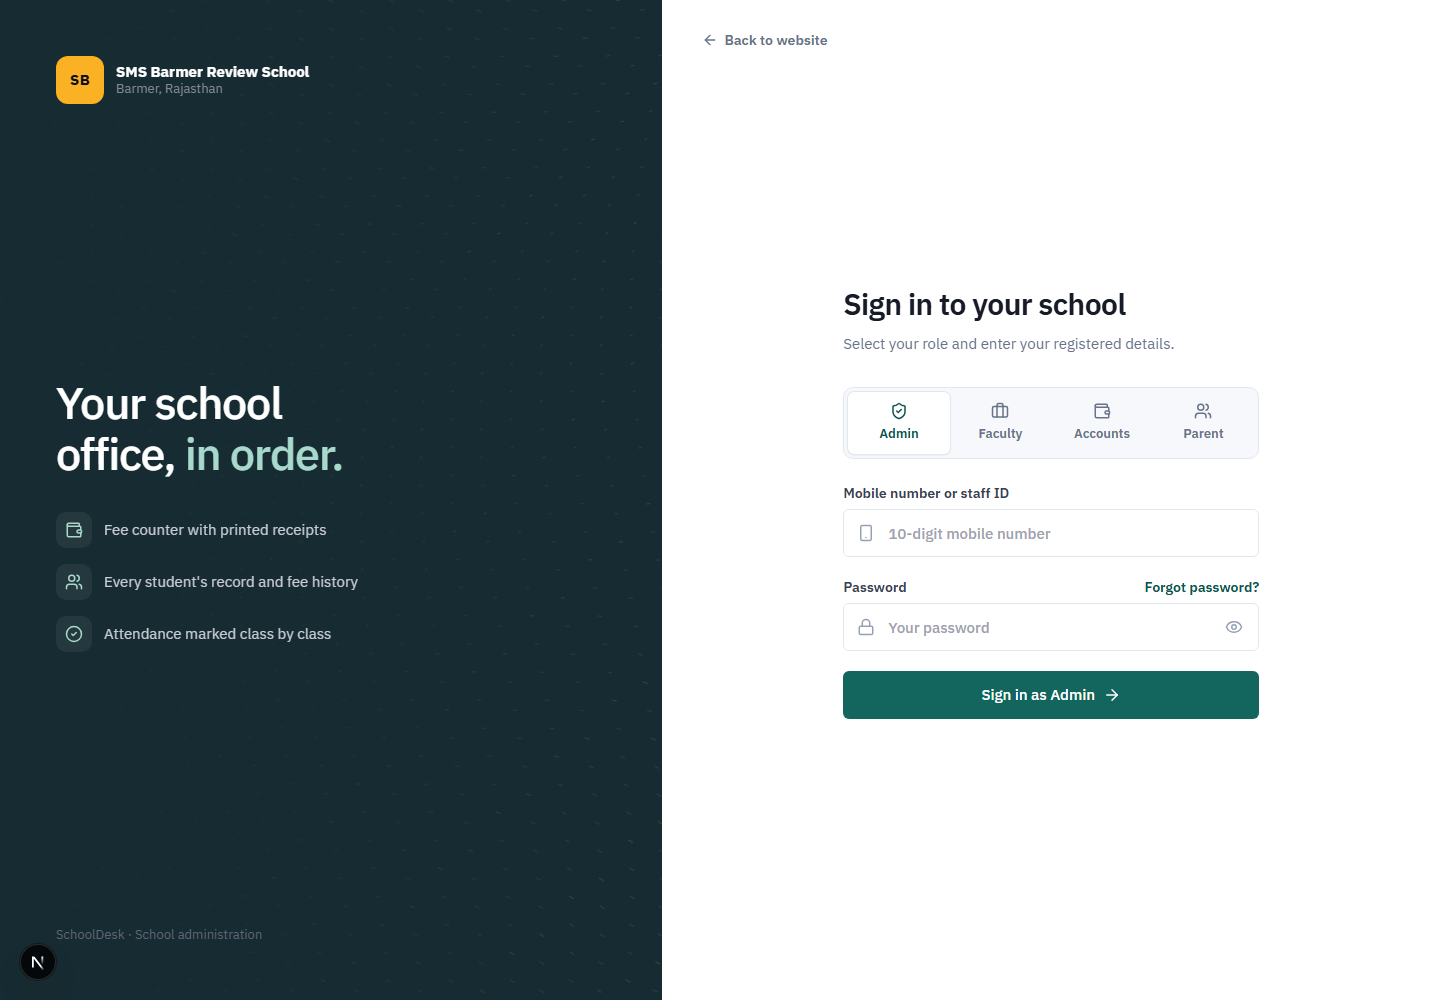 SB
SMS Barmer Review School
Barmer, Rajasthan
Your school
office, in order.
Fee counter with printed receipts
Every student's record and fee history
Attendance marked class by class
SchoolDesk · School administration
N
Back to website
Sign in to your school
Select your role and enter your registered details.
Admin
Faculty
Accounts
Parent
Mobile number or staff ID
10-digit mobile number
Password
Forgot password?
Your password
Sign in as Admin